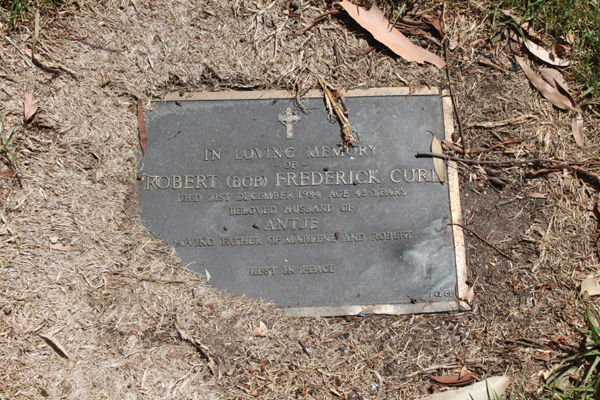 IN LOVING MEMORY
OF
ROBERT (BOB) FREDERICK
DIED 21ST DECEMBER 1984 AGE 43 YEARS
BELOVED HUSBAND OF
ANTJE
LOVING FATHER OF MARLENE AND ROBERT
REST IN PEACE